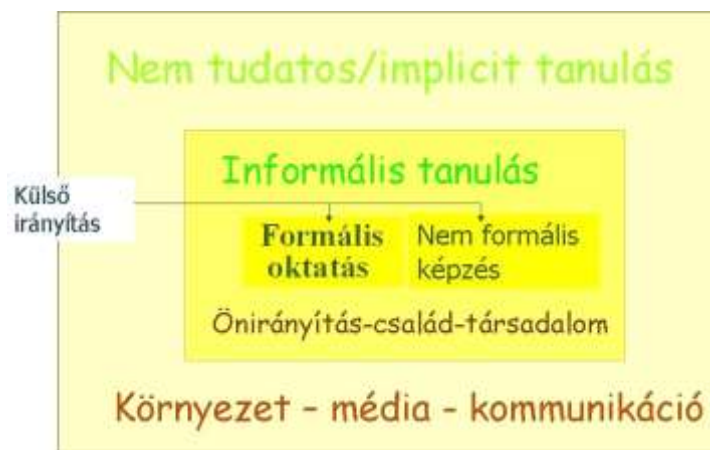 Nem tudatos/implicit tanulás
Informális tanulás
Külső
irányítás
Formális
oktatás
Nem formális
képzés
Önirányítás-család-társadalom
Környezet – média - kommunikáció